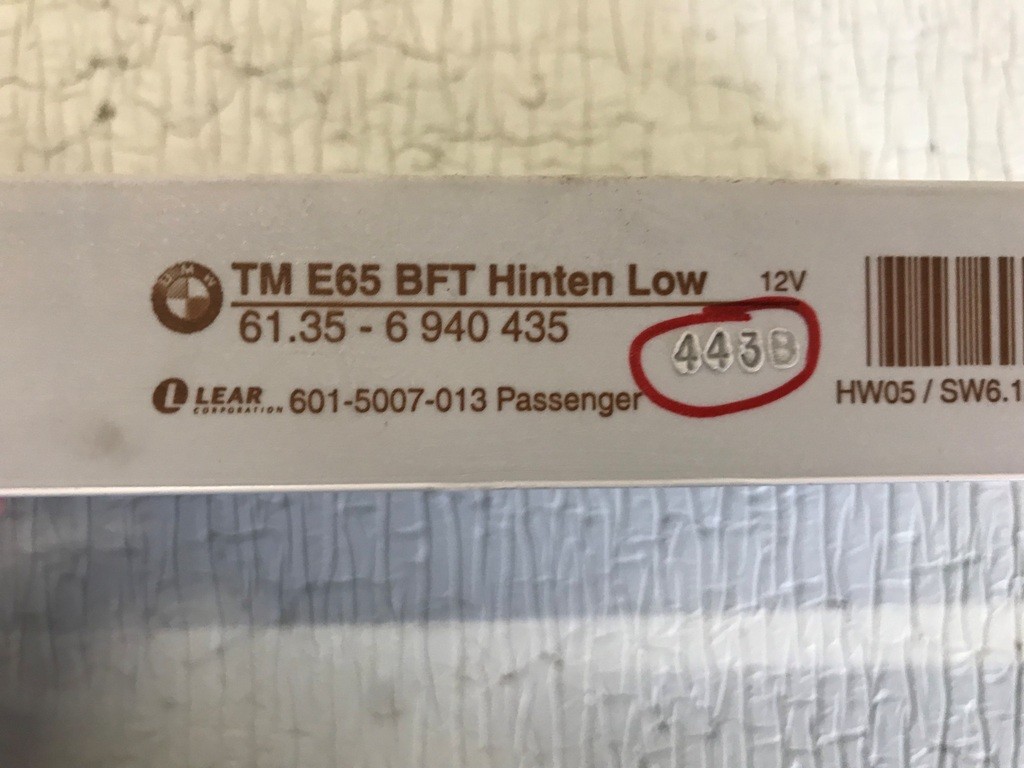 BMW
TM E65 BFT Hinten Low 12V
61.35 - 6 940 435
443B
LEAR CORPORATION 601-5007-013 Passenger
HW05 / SW6.1